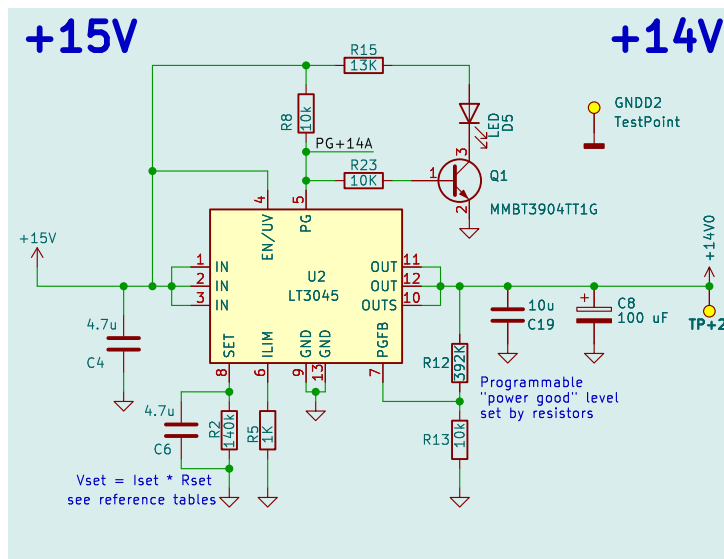 +15V
+14V
R15
13K
R8
10k
PG+14A
LED
D5
GNDD2
TestPoint
R23
10K
1
3
2
Q1
MMBT3904TT1G
4
5
EN/UV
PG
+15V
+14V0
1
2
3
IN
IN
IN
U2
LT3045
OUT
OUT
OUTS
11
12
10
SET
ILIM
GND
GND
PGFB
8
6
9
13
7
4.7u
C4
10u
C19
+
C8
100 uF
TP+2
4.7u
C6
R2
140k
R5
1K
R12
392K
R13
10k
Programmable
"power good" level
set by resistors
Vset = Iset * Rset
see reference tables